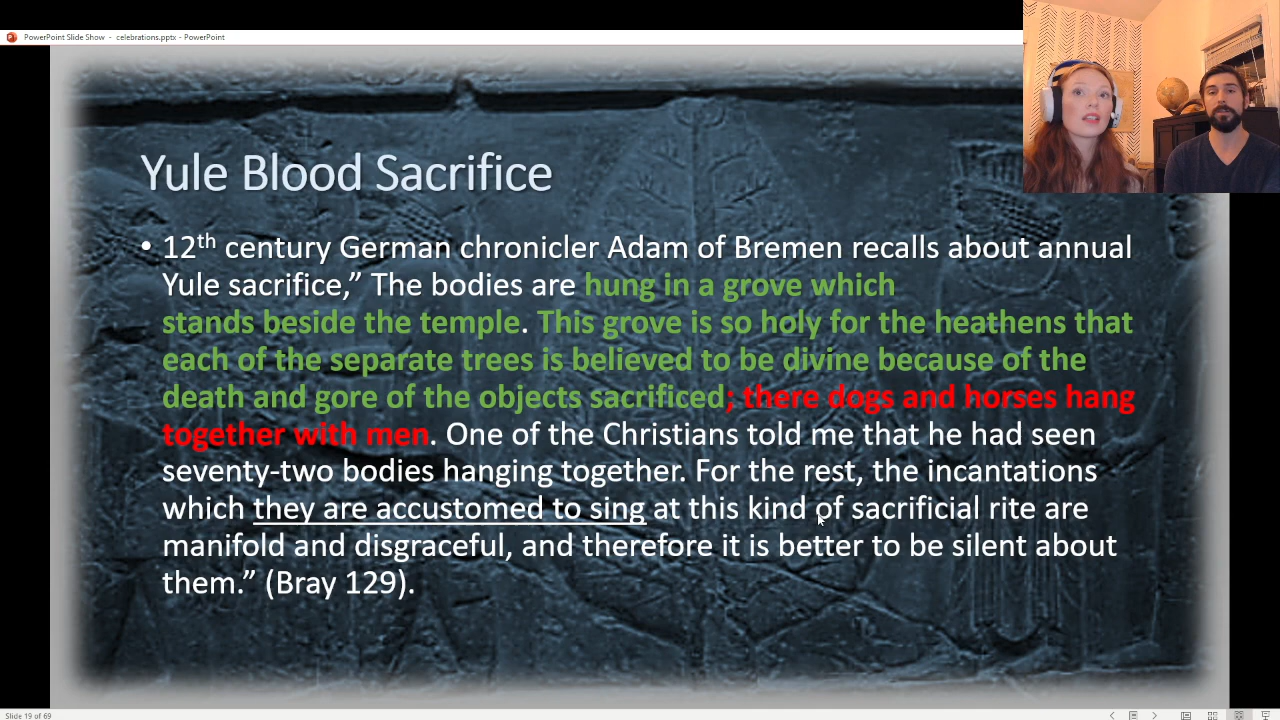 PowerPoint Slide Show - celebrations.pptx - PowerPoint
Yule Blood Sacrifice
• 12th century German chronicler Adam of Bremen recalls about annual
Yule sacrifice,” The bodies are hung in a grove which
stands beside the temple. This grove is so holy for the heathens that
each of the separate trees is believed to be divine because of the
death and gore of the objects sacrificed; there dogs and horses hang
together with men. One of the Christians told me that he had seen
seventy-two bodies hanging together. For the rest, the incantations
which they are accustomed to sing at this kind of sacrificial rite are
manifold and disgraceful, and therefore it is better to be silent about
them.” (Bray 129).
Slide 19 of 69